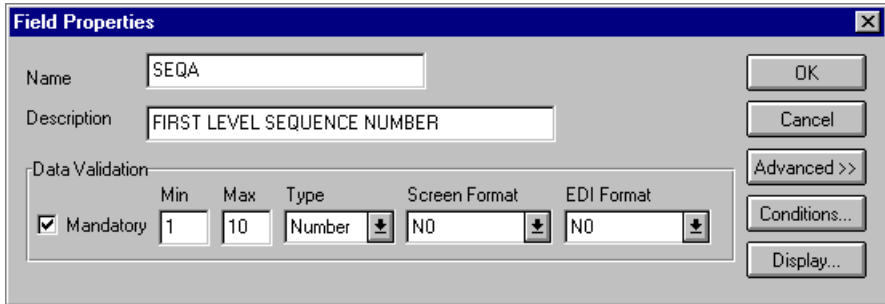 Field Properties
Name SEQA OK
Description FIRST LEVEL SEQUENCE NUMBER Cancel
Data Validation Advanced >>
Min Max Type Screen Format EDI Format
Mandatory 1 10 Number N0 N0 Conditions...
Display...